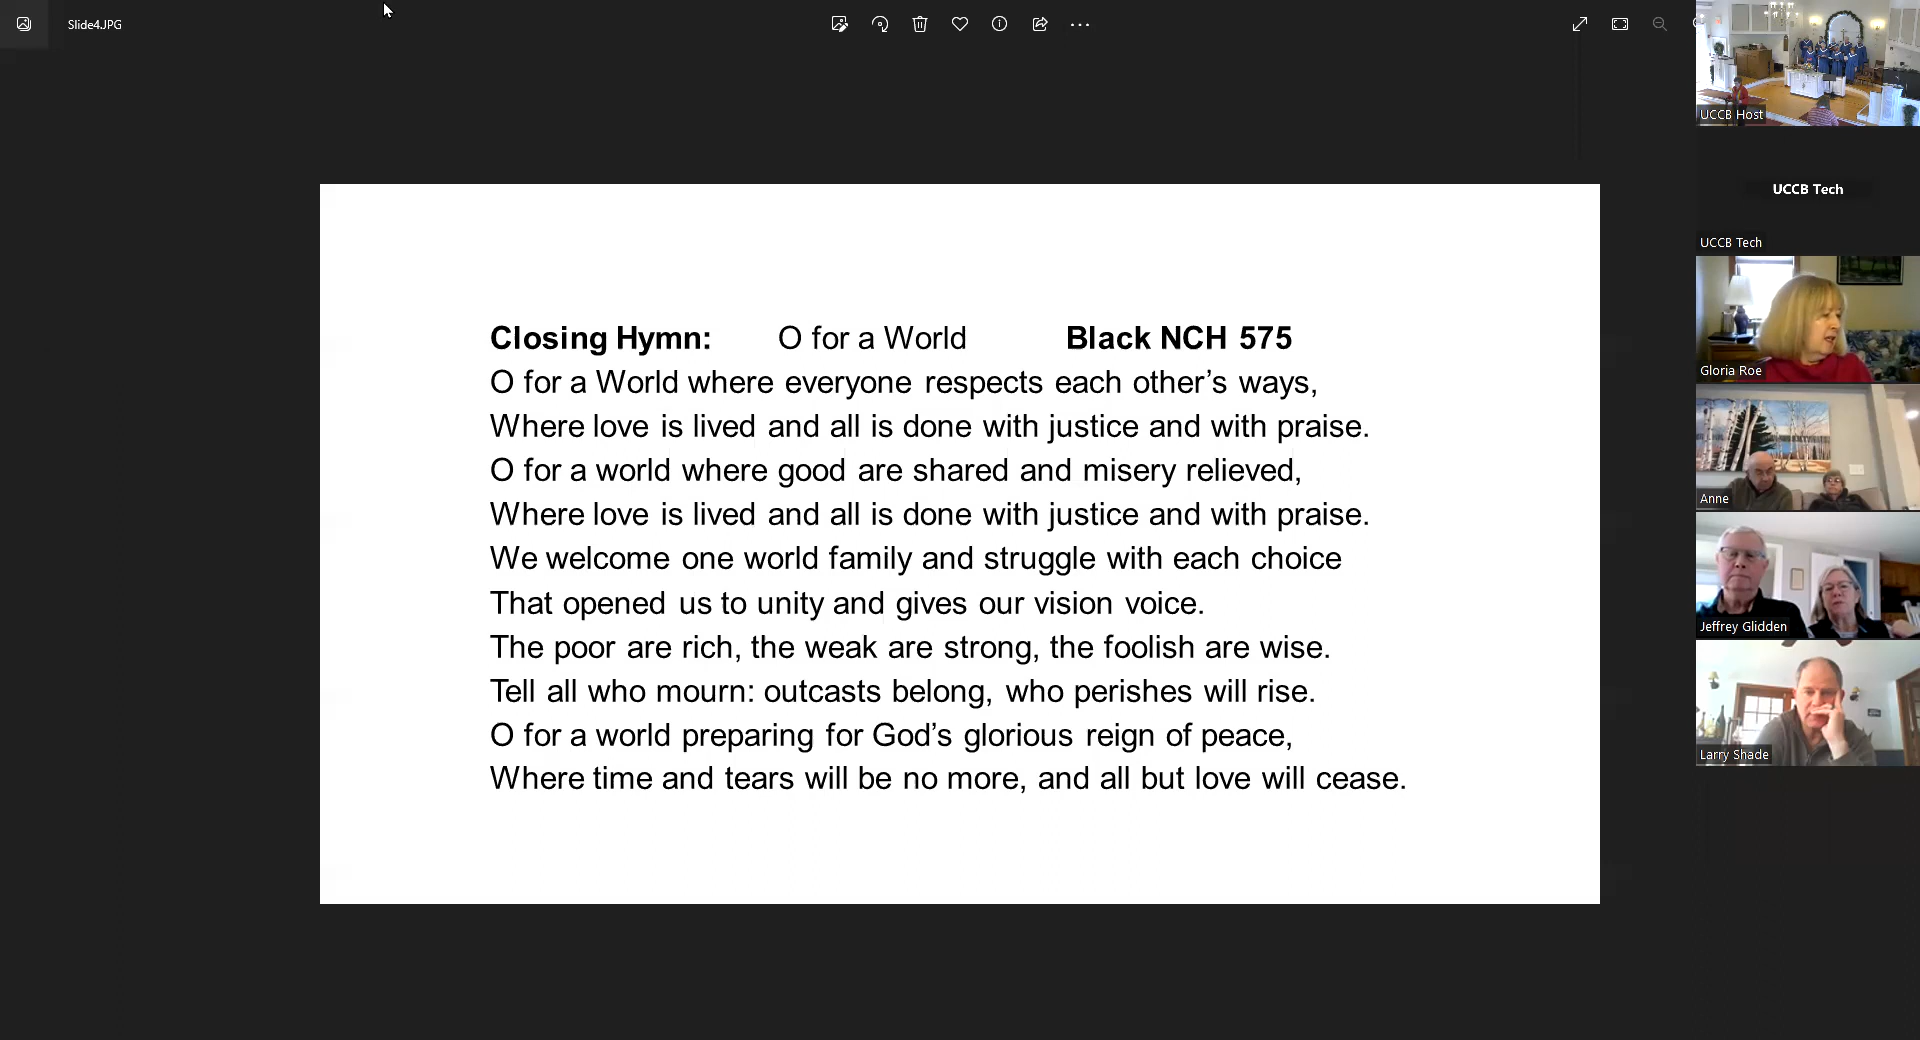 Slide4.JPG
UCCB Host
UCCB Tech
UCCB Tech
Gloria Roe
Anne
Jeffrey Glidden
Larry Shade
Closing Hymn: O for a World Black NCH 575
O for a World where everyone respects each other’s ways,
Where love is lived and all is done with justice and with praise.
O for a world where good are shared and misery relieved,
Where love is lived and all is done with justice and with praise.
We welcome one world family and struggle with each choice
That opened us to unity and gives our vision voice.
The poor are rich, the weak are strong, the foolish are wise.
Tell all who mourn: outcasts belong, who perishes will rise.
O for a world preparing for God’s glorious reign of peace,
Where time and tears will be no more, and all but love will cease.